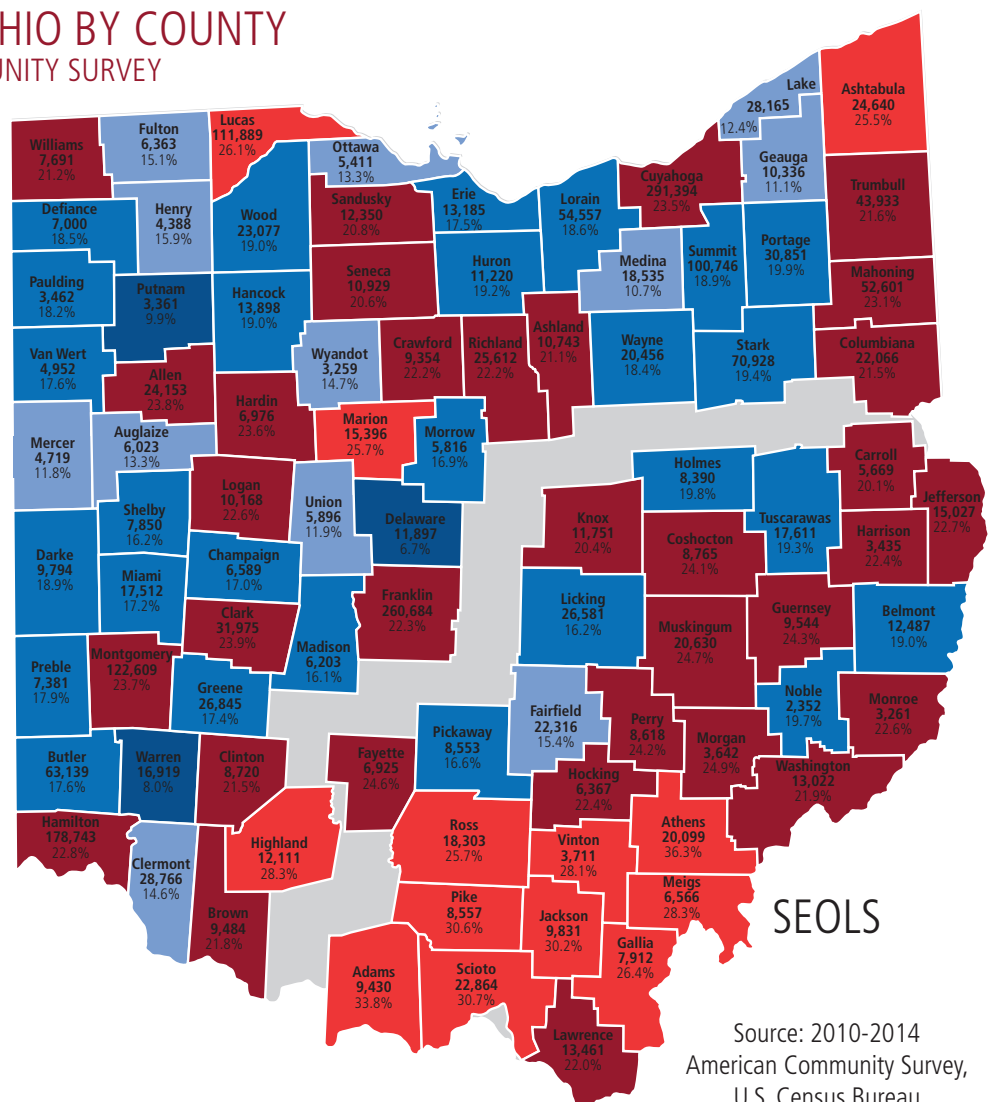 HIO BY COUNTY
UNITY SURVEY
Williams
7,691
21.2%
Fulton
6,363
15.1%
Lucas
111,889
26.1%
Ottawa
5,411
13.3%
Lake
28,165
12.4%
Ashtabula
24,640
25.5%
Geauga
10,336
11.1%
Cuyahoga
291,394
23.5%
Trumbull
43,933
21.6%
Defiance
7,000
18.5%
Henry
4,388
15.9%
Wood
23,077
19.0%
Sandusky
12,350
20.8%
Erie
13,185
17.5%
Lorain
54,557
18.6%
Medina
18,535
10.7%
Summit
100,746
18.9%
Portage
30,851
19.9%
Mahoning
52,601
23.1%
Paulding
3,462
18.2%
Putnam
3,361
9.9%
Hancock
13,898
19.0%
Seneca
10,929
20.6%
Huron
11,220
19.2%
Van Wert
4,952
17.6%
Allen
24,153
23.8%
Wyandot
3,259
14.7%
Crawford
9,354
22.2%
Richland
25,612
22.2%
Ashland
10,743
21.1%
Wayne
20,456
18.4%
Stark
70,928
19.4%
Columbiana
22,066
21.5%
Hardin
6,976
23.6%
Marion
15,396
25.7%
Morrow
5,816
16.9%
Mercer
4,719
11.8%
Auglaize
6,023
13.3%
Logan
10,168
22.6%
Union
5,896
11.9%
Delaware
11,897
6.7%
Knox
11,751
20.4%
Holmes
8,390
19.8%
Tuscarawas
17,611
19.3%
Carroll
5,669
20.1%
Jefferson
15,027
22.7%
Shelby
7,850
16.2%
Coshocton
8,765
24.1%
Harrison
3,435
22.4%
Darke
9,794
18.9%
Miami
17,512
17.2%
Champaign
6,589
17.0%
Franklin
260,684
22.3%
Licking
26,581
16.2%
Muskingum
20,630
24.7%
Guernsey
9,544
24.3%
Belmont
12,487
19.0%
Clark
31,975
23.9%
Madison
6,203
16.1%
Preble
7,381
17.9%
Montgomery
122,609
23.7%
Greene
26,845
17.4%
Fairfield
22,316
15.4%
Perry
8,618
24.2%
Noble
2,352
19.7%
Monroe
3,261
22.6%
Pickaway
8,553
16.6%
Morgan
3,642
24.9%
Butler
63,139
17.6%
Warren
16,919
8.0%
Clinton
8,720
21.5%
Fayette
6,925
24.6%
Hocking
6,367
22.4%
Washington
13,022
21.9%
Hamilton
178,743
22.8%
Clermont
28,766
14.6%
Highland
12,111
28.3%
Ross
18,303
25.7%
Vinton
3,711
28.1%
Athens
20,099
36.3%
Brown
9,484
21.8%
Pike
8,557
30.6%
Jackson
9,831
30.2%
Meigs
6,566
28.3%
Gallia
7,912
26.4%
Adams
9,430
33.8%
Scioto
22,864
30.7%
Lawrence
13,461
22.0%
SEOLS
Source: 2010-2014
American Community Survey,
U.S. Census Bureau